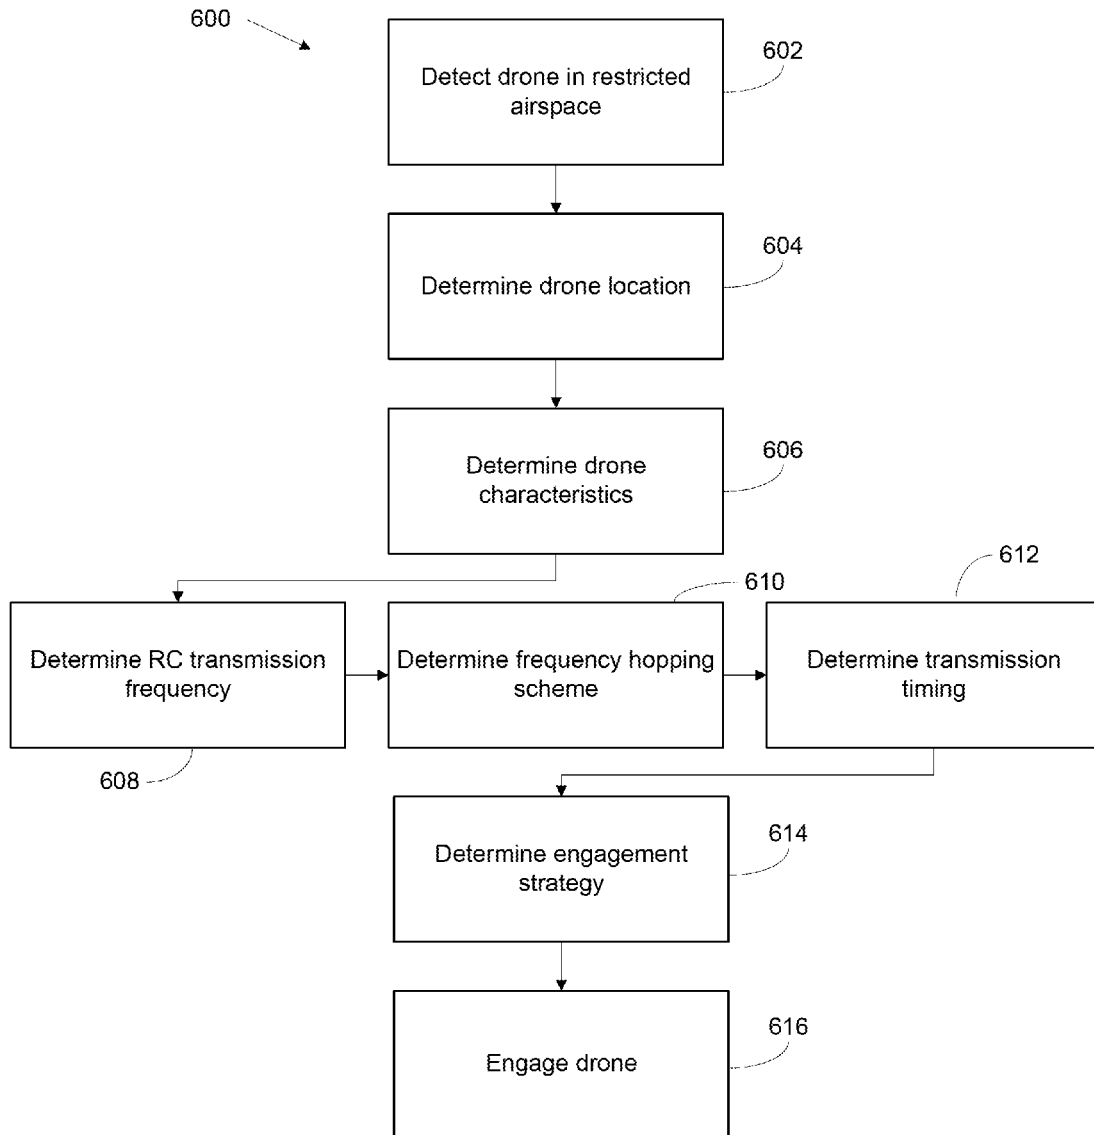 600
602
Detect drone in restricted
airspace
604
Determine drone location
606
Determine drone
characteristics
612
610
Determine RC transmission
frequency
Determine frequency hopping
scheme
Determine transmission
timing
608
614
Determine engagement
strategy
616
Engage drone